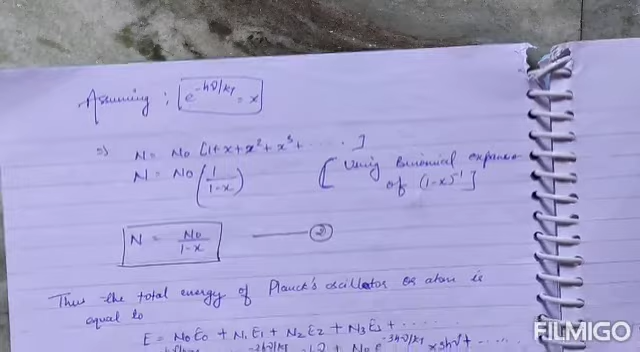 Assuming ; e^{-hν/kT} = x
⇒ N = N0 [1+x+x²+x³+ ......]
N = N0 (1/(1-x)) [Using Binomial expansion of (1-x)^{-1}]
N = N0/(1-x) ——— ②
Thus the total energy of Planck's oscillator or atom is
equal to
E = N0E0 + N1E1 + N2E2 + N3E3 + ......
FILMIGO